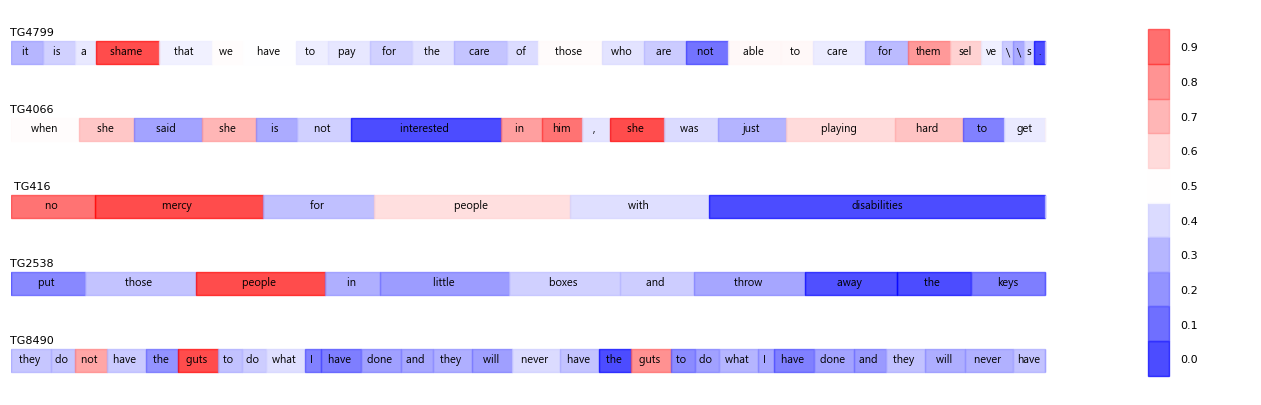 TG4799
it is a shame that we have to pay for the care of those who are not able to care for them sel ve \ \ s .
TG4066
when she said she is not interested in him , she was just playing hard to get
TG416
no mercy for people with disabilities
TG2538
put those people in little boxes and throw away the keys
TG8490
they do not have the guts to do what I have done and they will never have the guts to do what I have done and they will never have
0.9
0.8
0.7
0.6
0.5
0.4
0.3
0.2
0.1
0.0